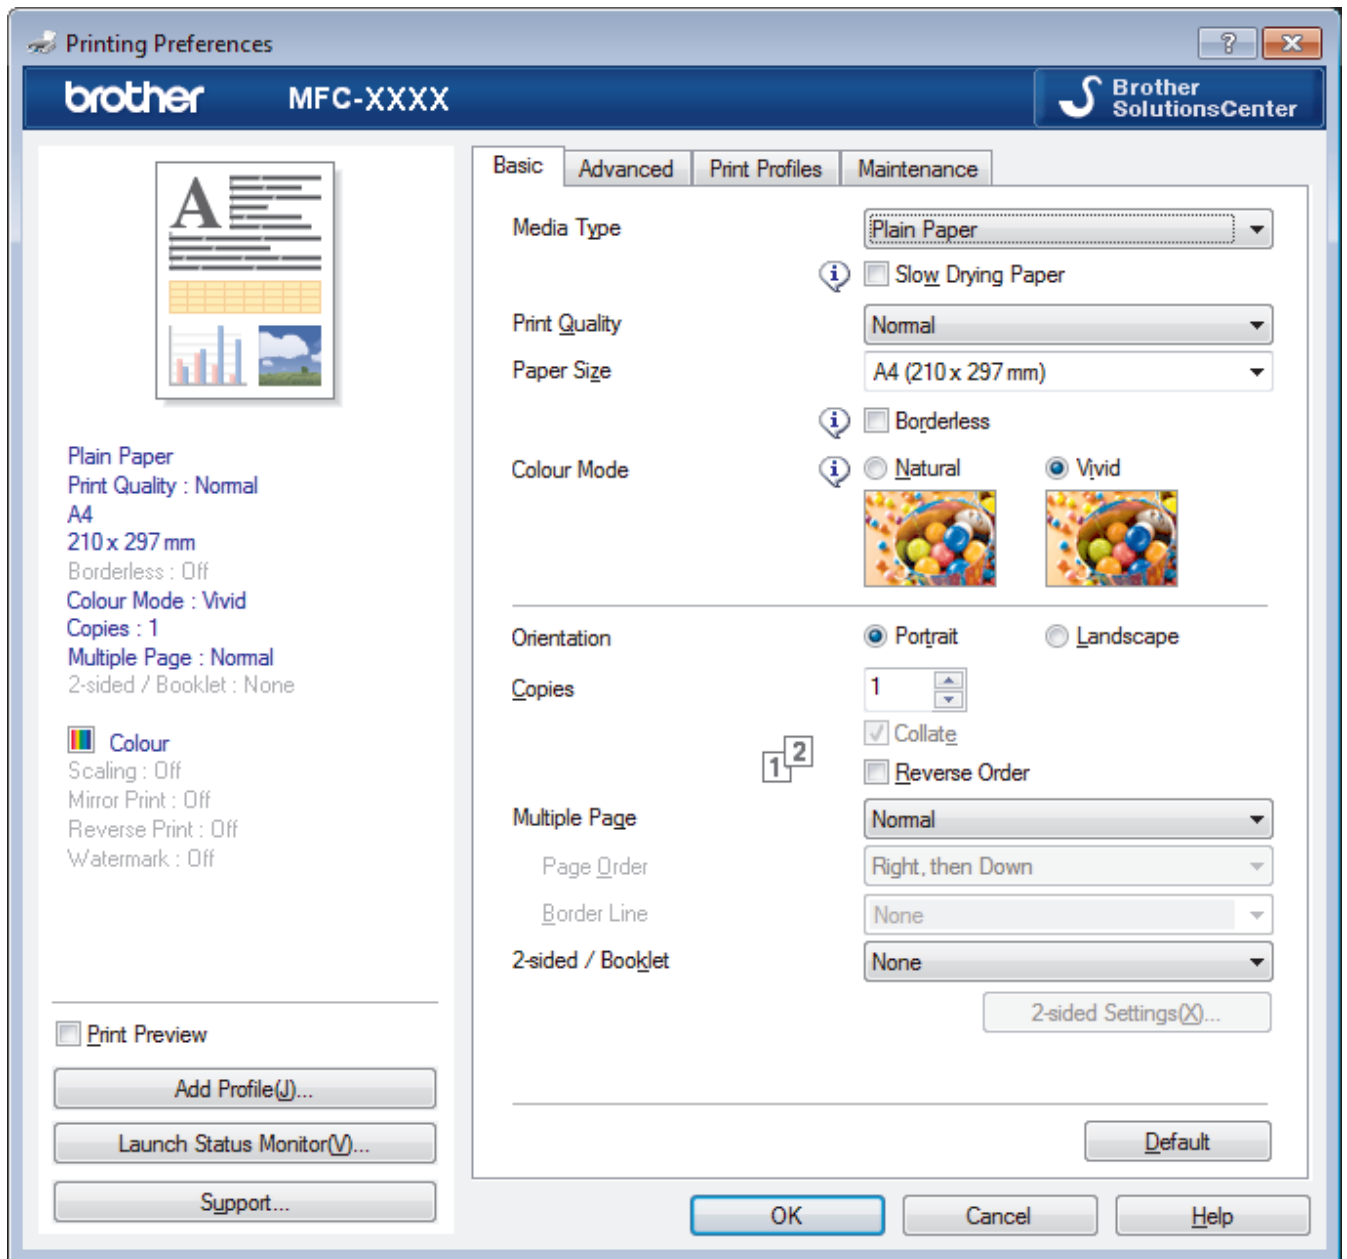 Printing Preferences
brother MFC-XXXX Brother SolutionsCenter
A
Plain Paper
Print Quality : Normal
A4
210 x 297 mm
Borderless : Off
Colour Mode : Vivid
Copies : 1
Multiple Page : Normal
2-sided / Booklet : None
Colour
Scaling : Off
Mirror Print : Off
Reverse Print : Off
Watermark : Off
Print Preview
Add Profile(J)...
Launch Status Monitor(V)...
Support...
Basic Advanced Print Profiles Maintenance
Media Type Plain Paper
Slow Drying Paper
Print Quality Normal
Paper Size A4 (210 x 297 mm)
Borderless
Colour Mode Natural Vivid
Orientation Portrait Landscape
Copies 1
Collate
1 2
Reverse Order
Multiple Page Normal
Page Order Right, then Down
Border Line None
2-sided / Booklet None
2-sided Settings(X)...
Default
OK Cancel Help